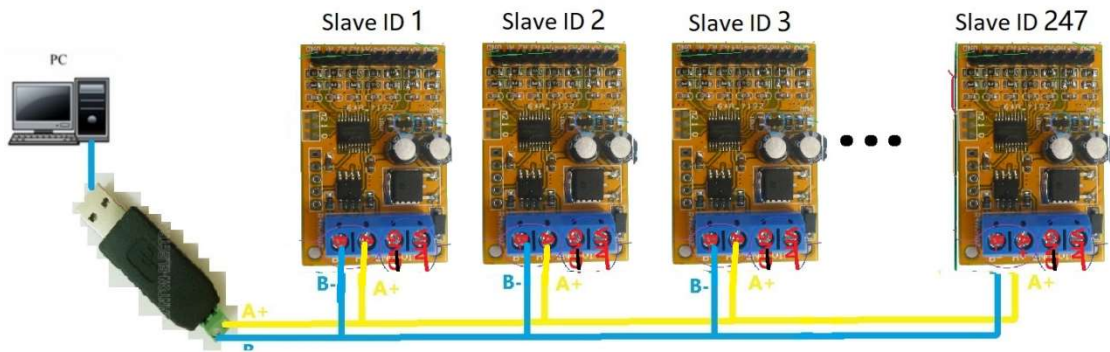 Slave ID 1
Slave ID 2
Slave ID 3
Slave ID 247
PC
B-
A+
B-
A+
B-
A+
A+
A+